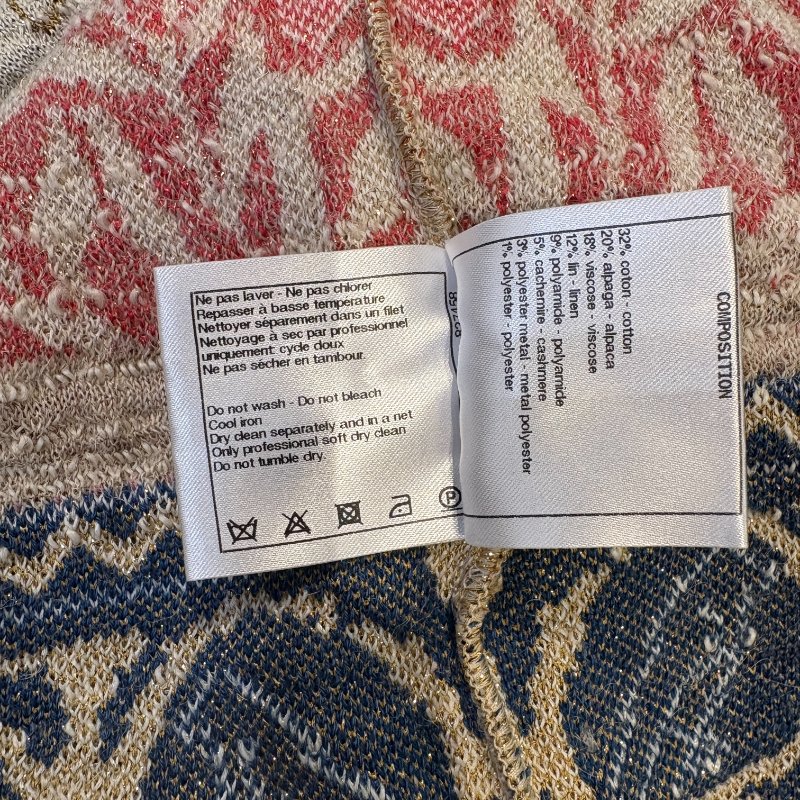 Ne pas laver - Ne pas chlorer
Repasser à basse temperature
Nettoyer séparement dans un filet
Nettoyage à sec par professionnel
uniquement: cycle doux
Ne pas sécher en tambour.
Do not wash - Do not bleach
Cool iron
Dry clean separately and in a net
Only professional soft dry clean
Do not tumble dry.
P
COMPOSITION
32% coton - cotton
20% alpaga - alpaca
18% viscose - viscose
12% lin - linen
9% polyamide - polyamide
5% cachemire - cashmere
3% polyester metal - metal polyester
1% polyester - polyester